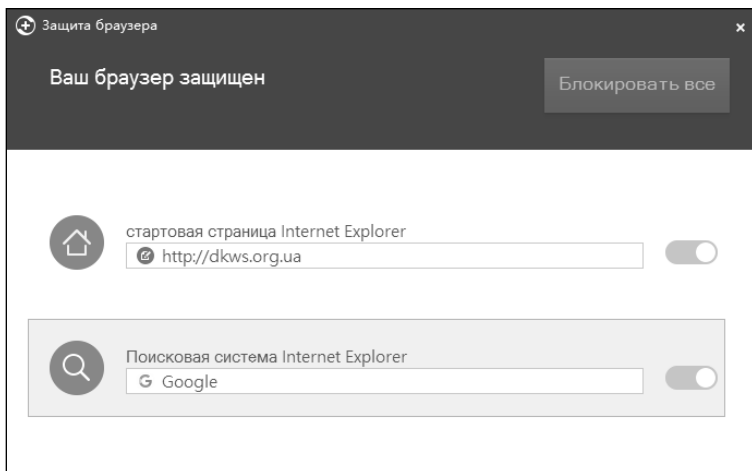 Защита браузера
Ваш браузер защищен
Блокировать все
стартовая страница Internet Explorer
http://dkws.org.ua
Поисковая система Internet Explorer
G Google